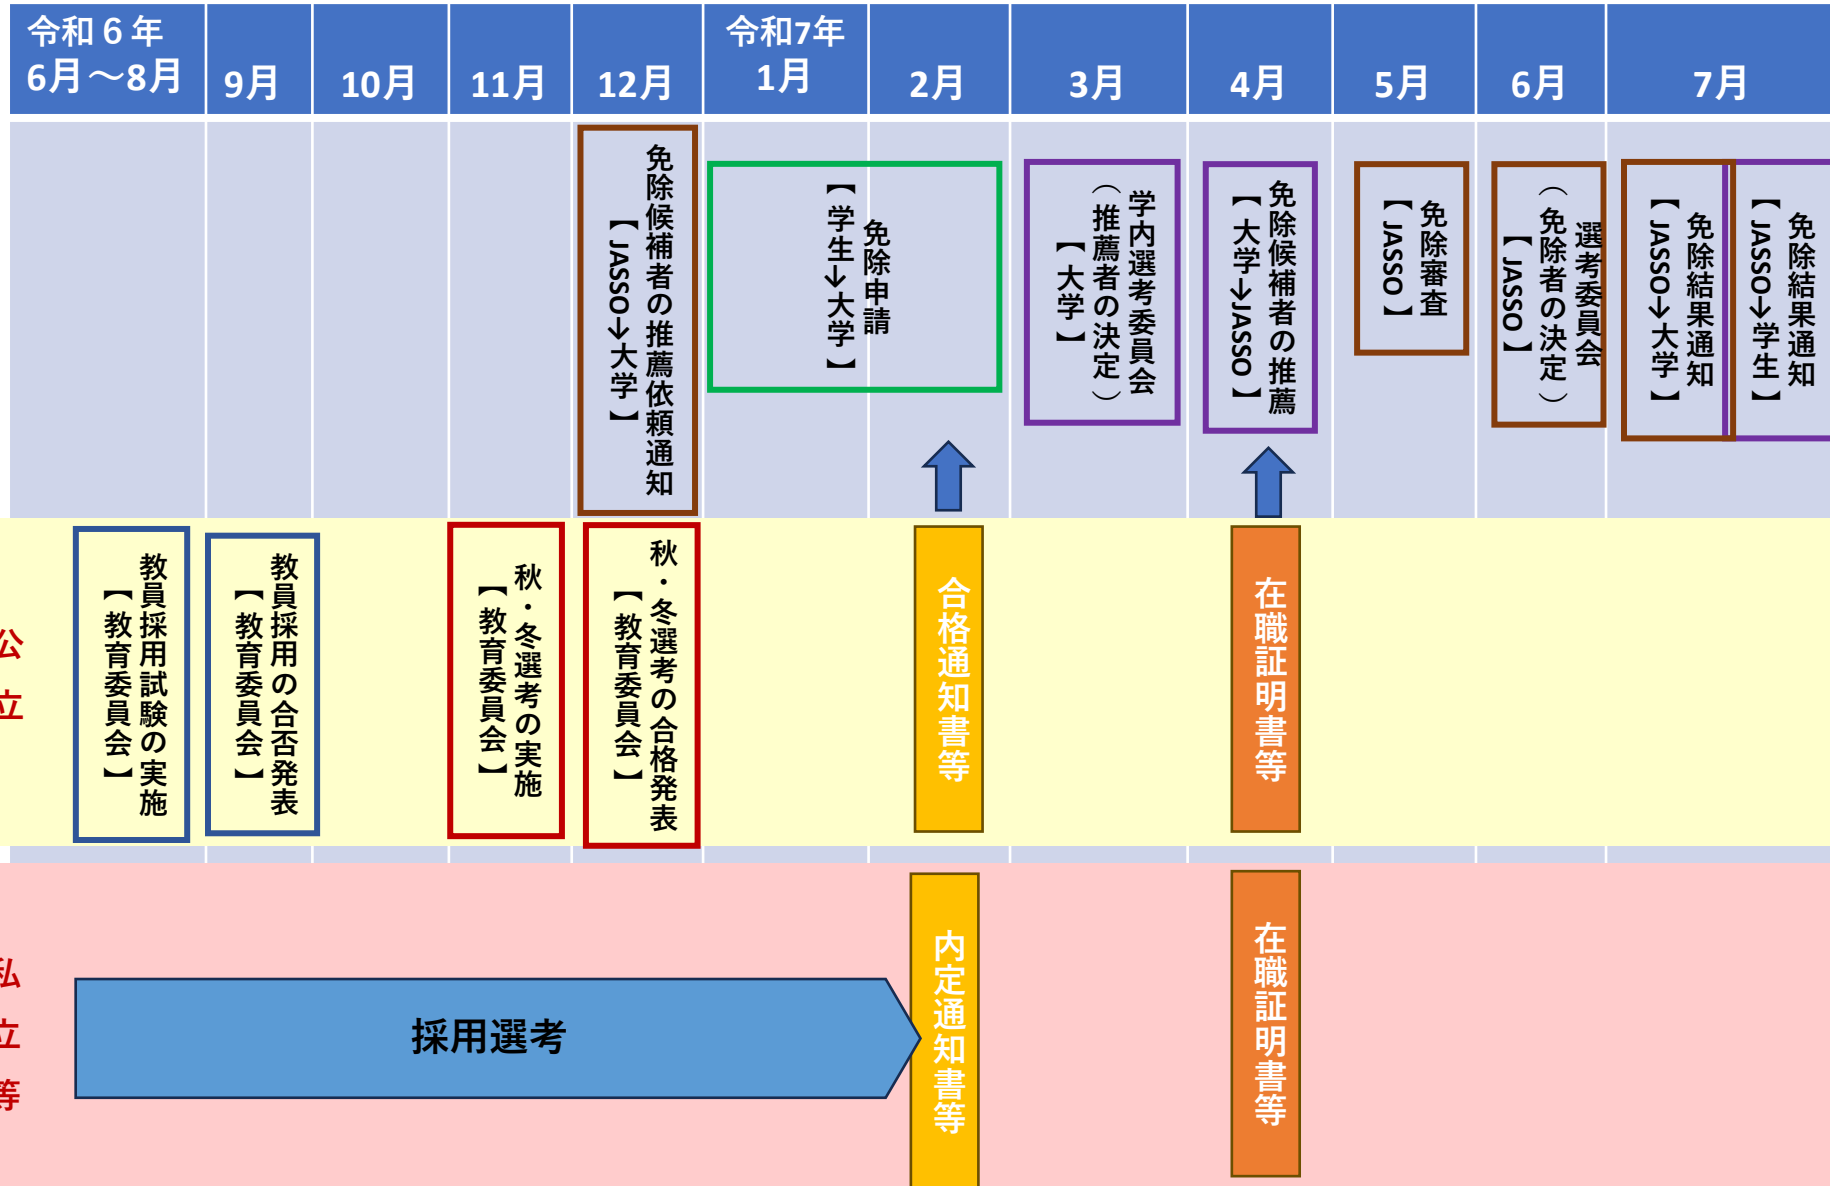 令和６年
6月～8月
9月
10月
11月
12月
令和7年
1月
2月
3月
4月
5月
6月
7月
免除候補者の推薦依頼通知
【JASSO→大学】
免除申請
【学生→大学】
学内選考委員会
（推薦者の決定）
【大学】
免除候補者の推薦
【大学→JASSO】
免除審査
【JASSO】
選考委員会
（免除者の決定）
【JASSO】
免除結果通知
【JASSO→大学】
免除結果通知
【JASSO→学生】
公立
教員採用試験の実施
【教育委員会】
教員採用の合否発表
【教育委員会】
秋・冬選考の実施
【教育委員会】
秋・冬選考の合格発表
【教育委員会】
合格通知書等
在職証明書等
私立等
採用選考
内定通知書等
在職証明書等